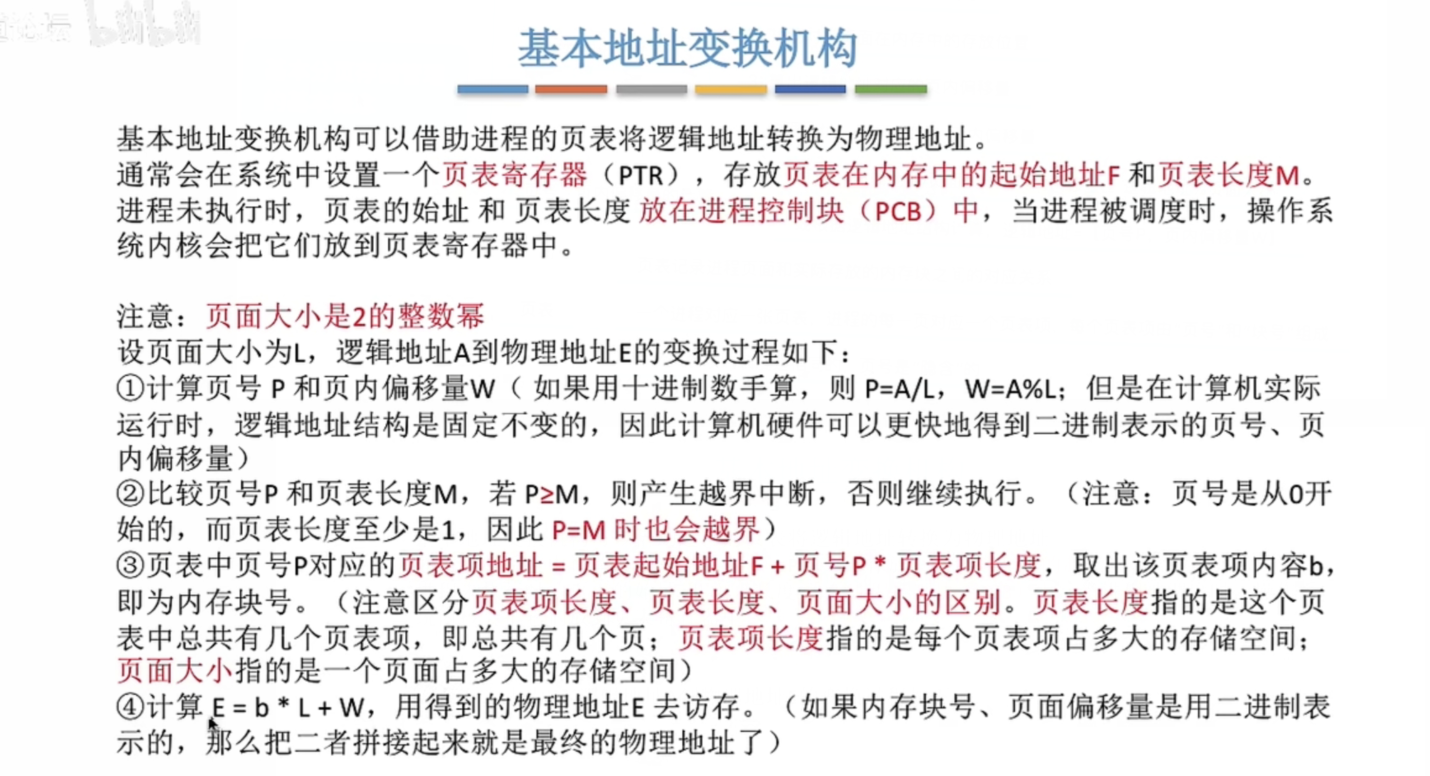 bilibili
基本地址变换机构
基本地址变换机构可以借助进程的页表将逻辑地址转换为物理地址。
通常会在系统中设置一个页表寄存器（PTR），存放页表在内存中的起始地址F 和页表长度M。
进程未执行时，页表的始址 和 页表长度 放在进程控制块（PCB）中，当进程被调度时，操作系
统内核会把它们放到页表寄存器中。
注意：页面大小是2的整数幂
设页面大小为L，逻辑地址A到物理地址E的变换过程如下：
①计算页号 P 和页内偏移量W（ 如果用十进制数手算，则 P=A/L，W=A%L；但是在计算机实际
运行时，逻辑地址结构是固定不变的，因此计算机硬件可以更快地得到二进制表示的页号、页
内偏移量）
②比较页号P 和页表长度M，若 P≥M，则产生越界中断，否则继续执行。（注意：页号是从0开
始的，而页表长度至少是1，因此 P=M 时也会越界）
③页表中页号P对应的页表项地址 = 页表起始地址F + 页号P * 页表项长度，取出该页表项内容b，
即为内存块号。（注意区分页表项长度、页表长度、页面大小的区别。页表长度指的是这个页
表中总共有几个页表项，即总共有几个页；页表项长度指的是每个页表项占多大的存储空间；
页面大小指的是一个页面占多大的存储空间）
④计算 E = b * L + W，用得到的物理地址E 去访存。（如果内存块号、页面偏移量是用二进制表
示的，那么把二者拼接起来就是最终的物理地址了）